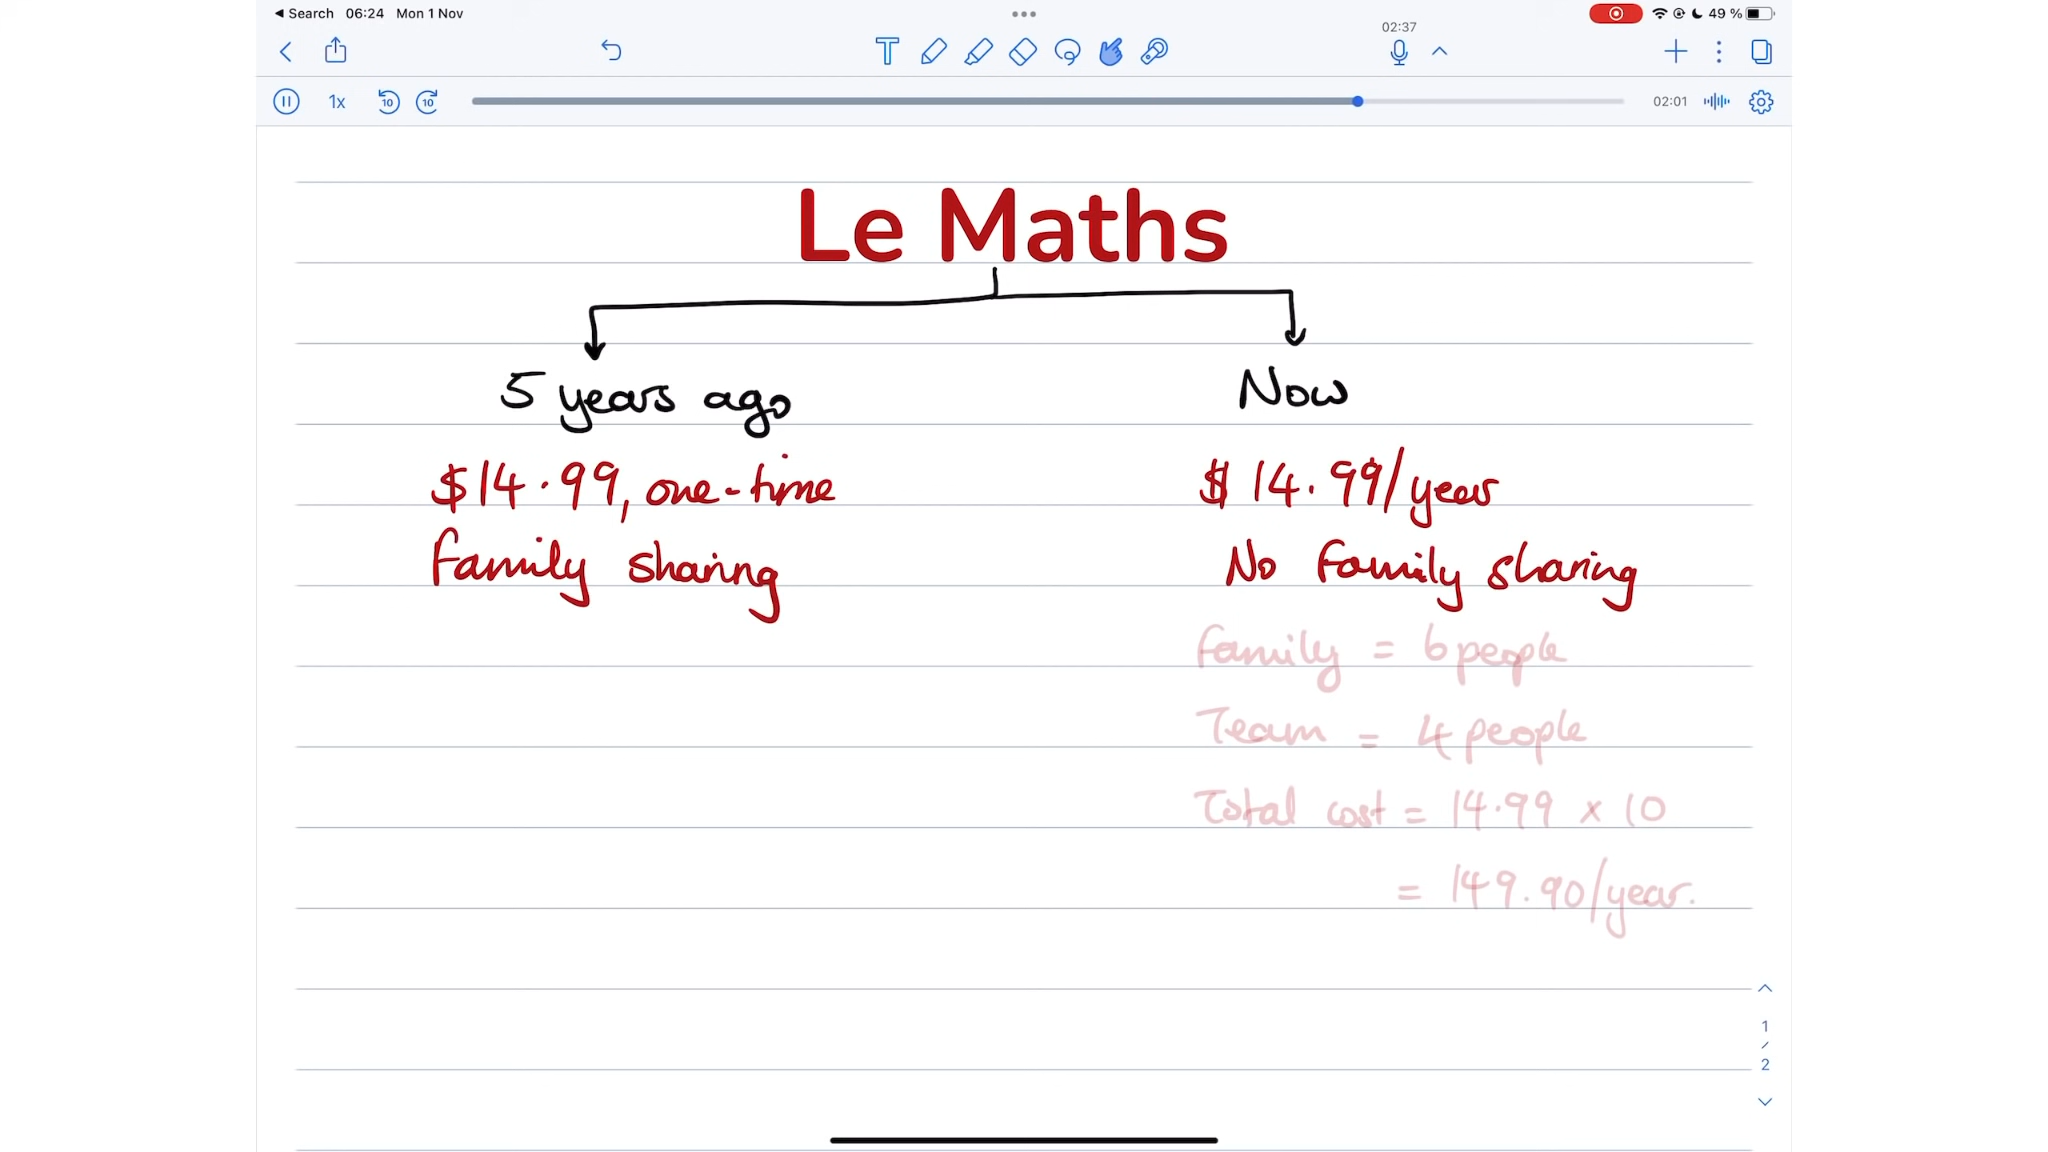 ◀ Search 06:24 Mon 1 Nov
49 %
02:37
1x
10
10
02:01
Le Maths
5 years ago
Now
$14.99, one-time
$14.99/year
Family sharing
No family sharing
Family = 6 people
Team = 4 people
Total cost = 14.99 x 10
= 149.90/year.
1
/
2